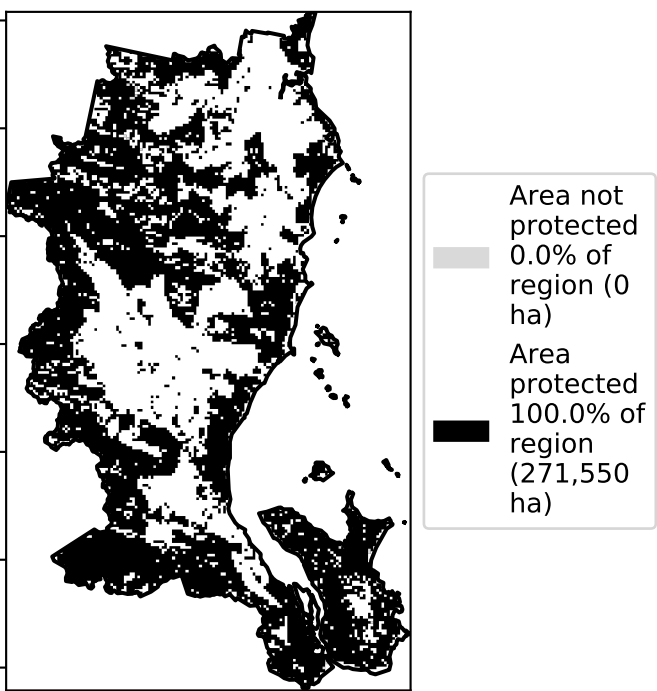 Area not
protected
0.0% of
region (0
ha)
Area
protected
100.0% of
region
(271,550
ha)